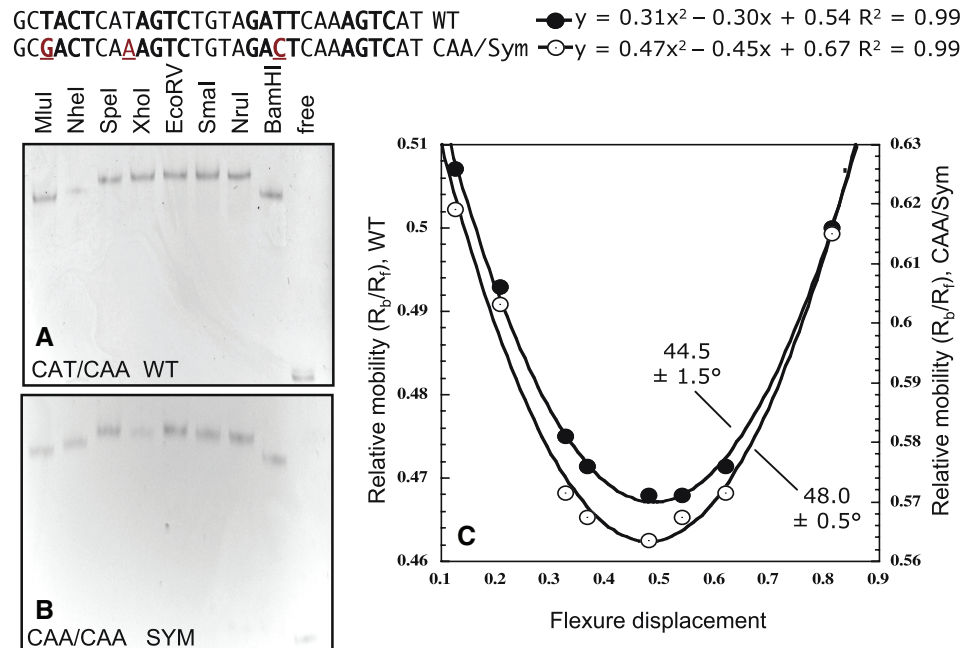 GCTACTCATAGTCTGTAGATTCAAAGTCAT WT
y = 0.31x² – 0.30x + 0.54 R² = 0.99
GCGACTCAAAGTCTGTAGACTCAAAGTCAT CAA/Sym
y = 0.47x² – 0.45x + 0.67 R² = 0.99
MluI NheI SpeI XhoI EcoRV SmaI NruI BamHI free
A
CAT/CAA WT
B
CAA/CAA SYM
Relative mobility (Rb/Rf), WT
0.51
0.5
0.49
0.48
0.47
0.46
44.5
± 1.5°
48.0
± 0.5°
C
0.63
0.62
0.61
0.6
0.59
0.58
0.57
0.56
Relative mobility (Rb/Rf), CAA/Sym
0.1 0.2 0.3 0.4 0.5 0.6 0.7 0.8 0.9
Flexure displacement